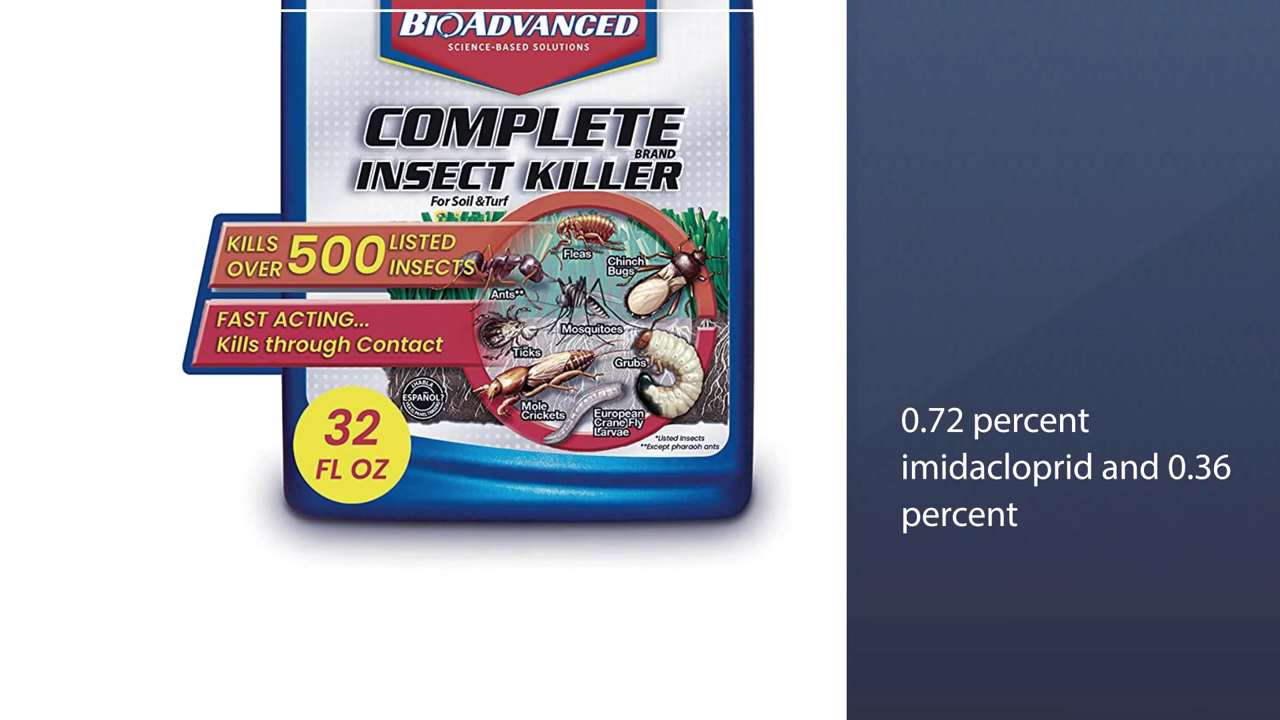 BIOADVANCED
SCIENCE-BASED SOLUTIONS
COMPLETE
BRAND
INSECT KILLER
For Soil &Turf
KILLS OVER 500 LISTED INSECTS
FAST ACTING...
Kills through Contact
Fleas
Chinch Bugs
Ants**
Mosquitoes
Ticks
Grubs
Mole Crickets
European Crane Fly Larvae
*Listed Insects
**Except pharaoh ants
¿HABLA
ESPAÑOL?
32
FL OZ
0.72 percent
imidacloprid and 0.36
percent